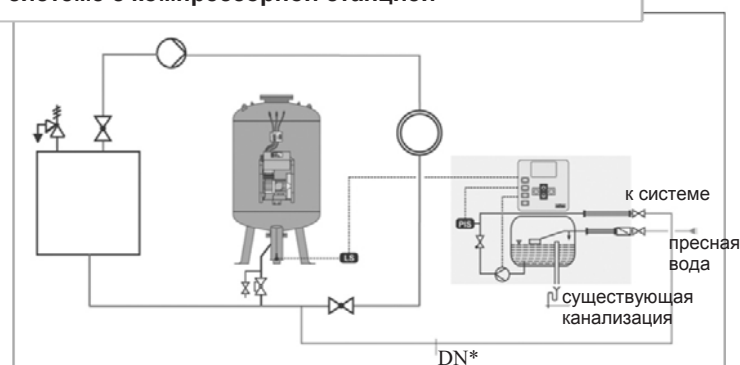 системе с компрессорной станцией
к системе
PIS
LS
пресная
вода
существующая
канализация
DN*